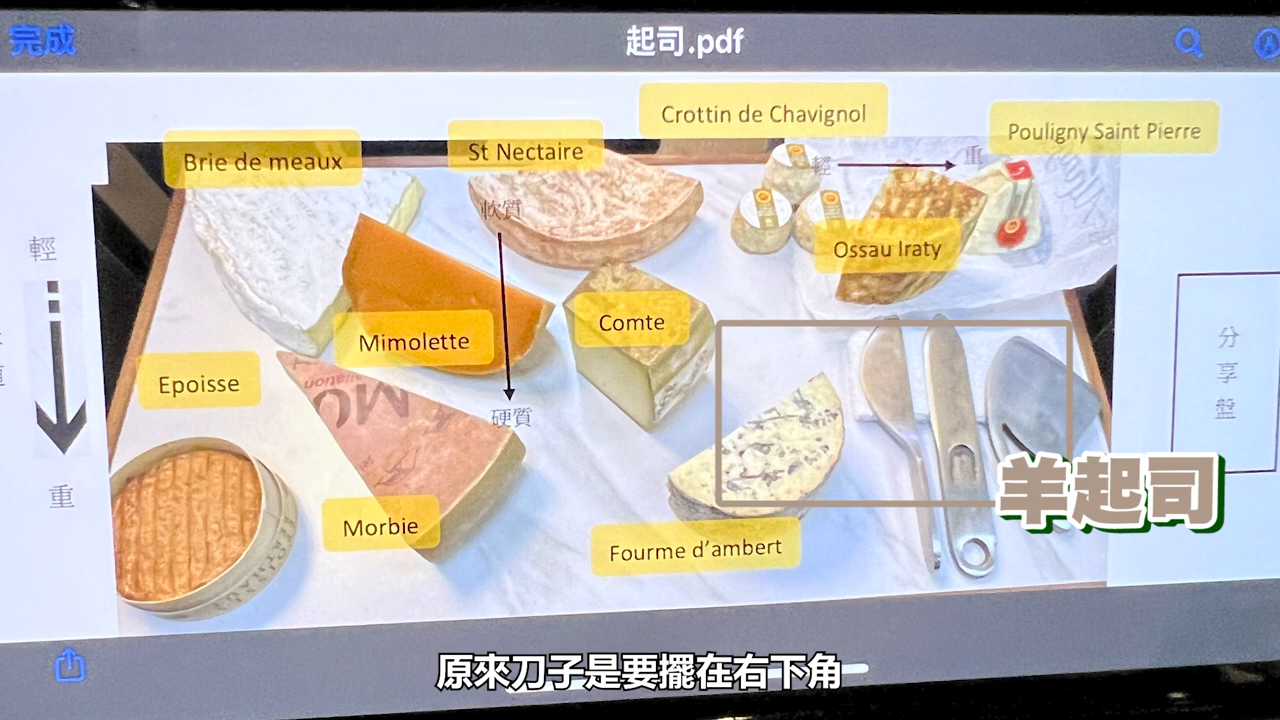 完成
起司.pdf
Crottin de Chavignol
Pouligny Saint Pierre
Brie de meaux
St Nectaire
輕
重
軟質
Ossau Iraty
輕
Comte
Mimolette
分享盤
Epoisse
硬質
重
羊起司
Morbie
Fourme d’ambert
原來刀子是要擺在右下角